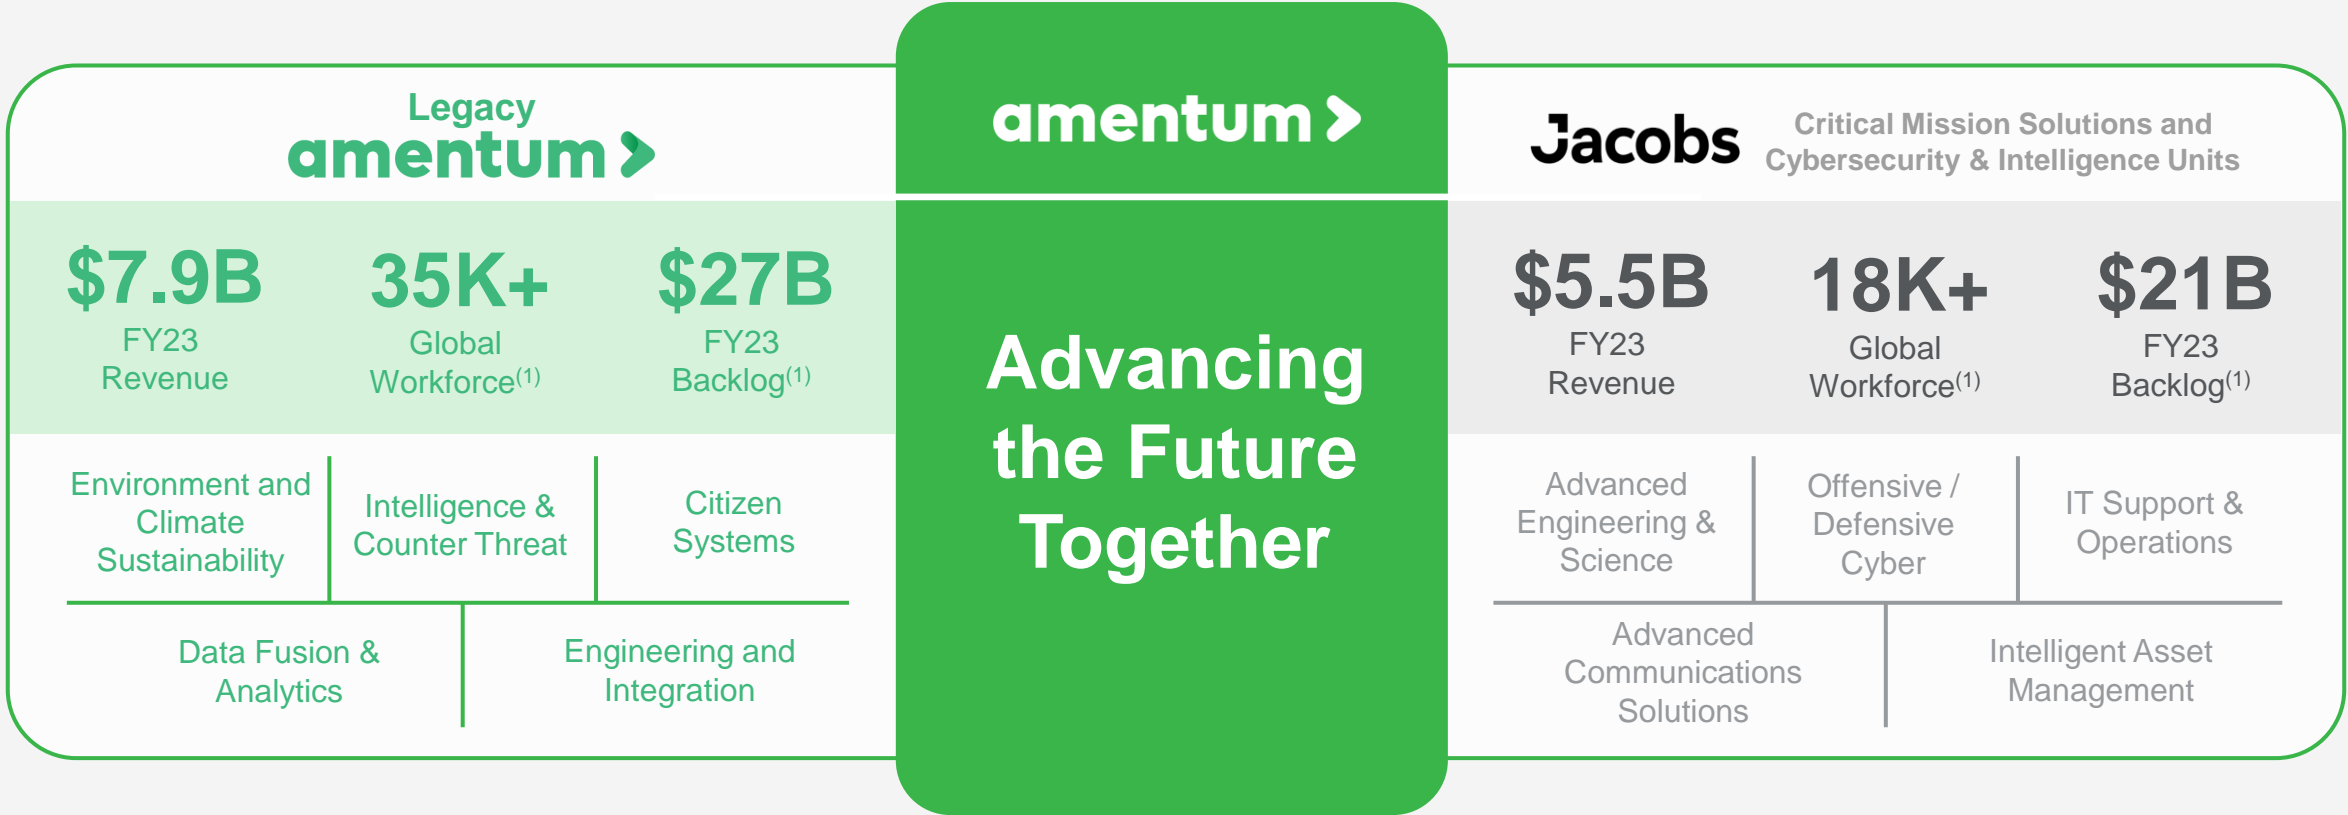 Legacy
amentum
$7.9B
FY23
Revenue
35K+
Global
Workforce(1)
$27B
FY23
Backlog(1)
Environment and
Climate
Sustainability
Intelligence &
Counter Threat
Citizen
Systems
Data Fusion &
Analytics
Engineering and
Integration
amentum
Advancing
the Future
Together
Jacobs
Critical Mission Solutions and
Cybersecurity & Intelligence Units
$5.5B
FY23
Revenue
18K+
Global
Workforce(1)
$21B
FY23
Backlog(1)
Advanced
Engineering &
Science
Offensive /
Defensive
Cyber
IT Support &
Operations
Advanced
Communications
Solutions
Intelligent Asset
Management